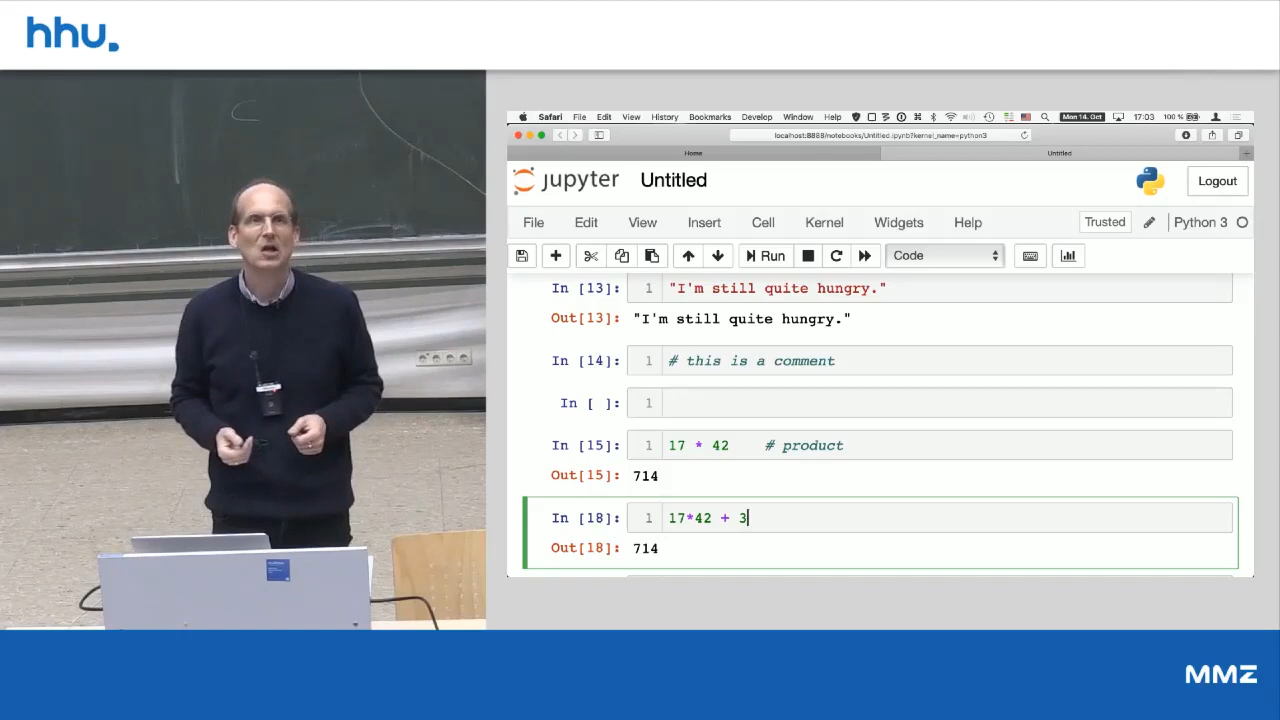 hhu.
Safari File Edit View History Bookmarks Develop Window Help Mon 14. Oct 17:03 100 %
localhost:8888/notebooks/Untitled.ipynb?kernel_name=python3
Home Untitled
jupyter Untitled Logout
File Edit View Insert Cell Kernel Widgets Help Trusted Python 3
Run Code
In [13]: 1 "I'm still quite hungry."
Out[13]: "I'm still quite hungry."
In [14]: 1 # this is a comment
In [ ]: 1
In [15]: 1 17 * 42 # product
Out[15]: 714
In [18]: 1 17*42 + 3
Out[18]: 714
MMZ